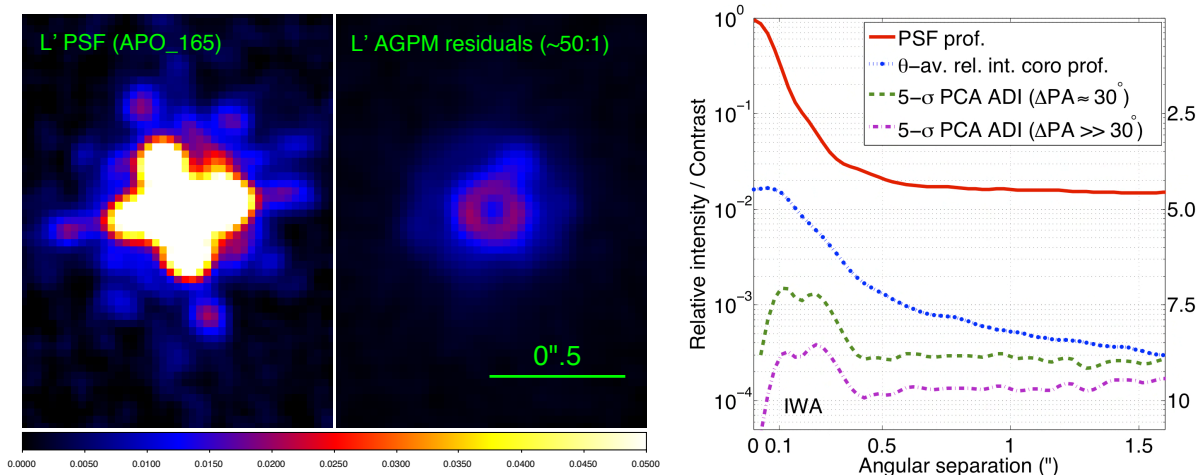 L' PSF (APO_165)
L' AGPM residuals (~50:1)
0".5
0.0000 0.0050 0.0100 0.0150 0.0200 0.0250 0.0300 0.0350 0.0400 0.0450 0.0500
Relative intensity / Contrast
10⁰
10⁻¹
10⁻²
10⁻³
10⁻⁴
PSF prof.
θ−av. rel. int. coro prof.
5−σ PCA ADI (ΔPA≈ 30°)
5−σ PCA ADI (ΔPA >> 30°)
2.5
5.0
7.5
10
IWA
0 0.1 0.5 1 1.5
Angular separation (")